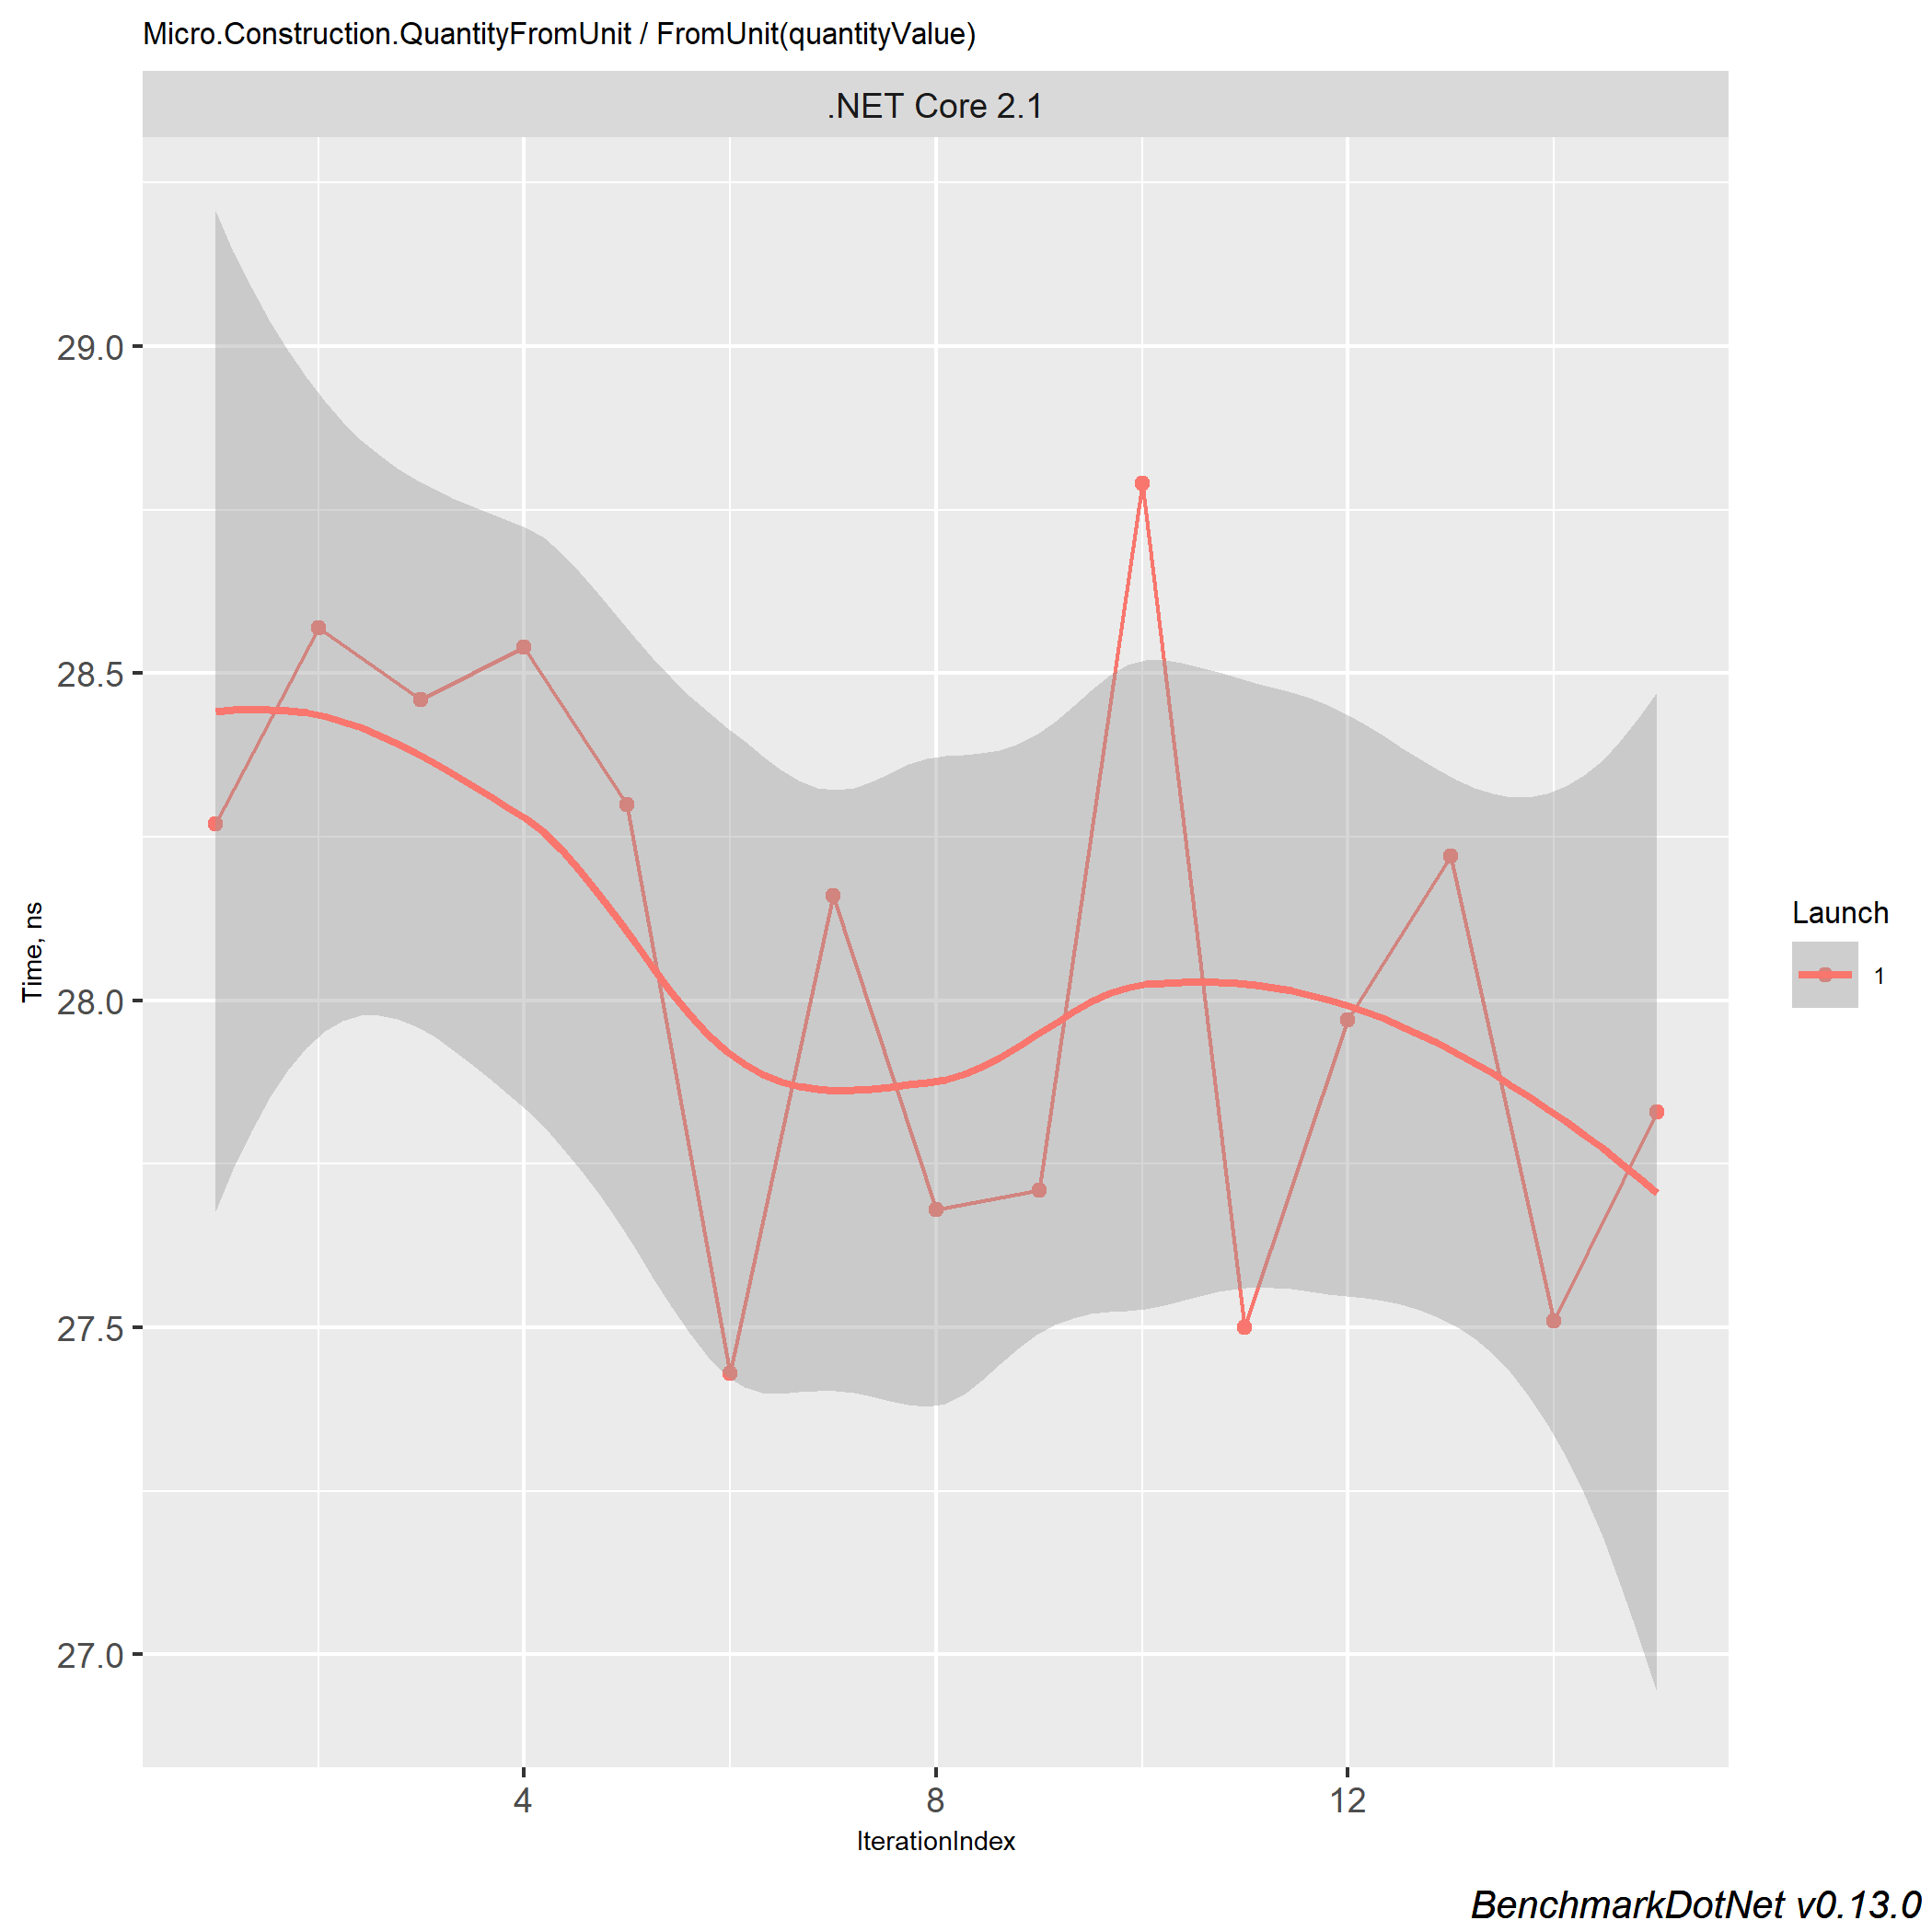 Micro.Construction.QuantityFromUnit / FromUnit(quantityValue)
.NET Core 2.1
29.0
28.5
28.0
27.5
27.0
Time, ns
4 8 12
IterationIndex
Launch
1
BenchmarkDotNet v0.13.0